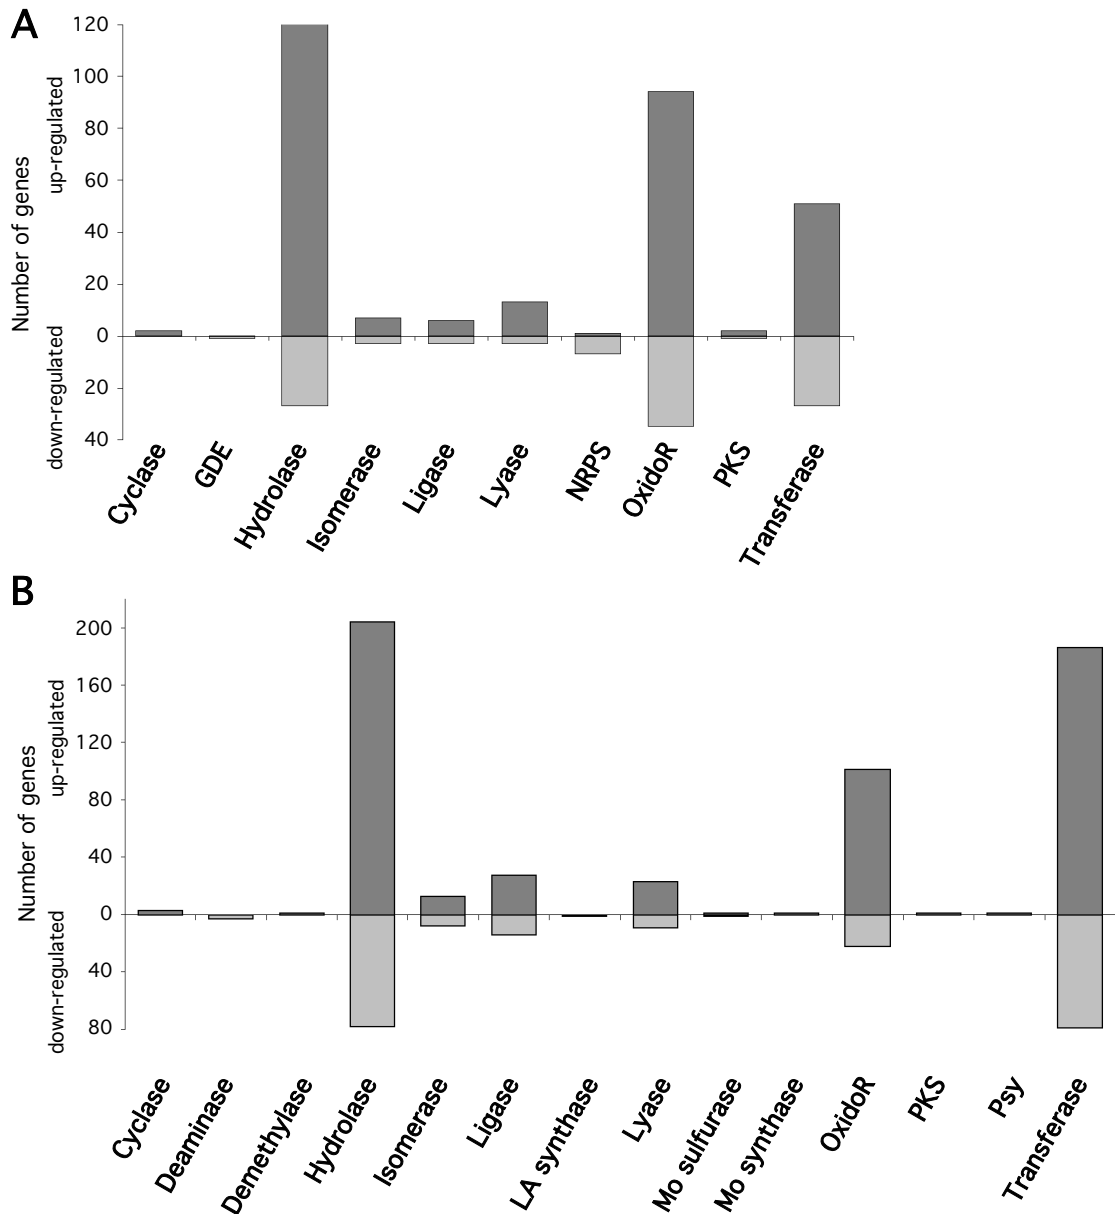 A
Number of genes
up-regulated
down-regulated
120
100
80
60
40
20
0
20
40
Cyclase
GDE
Hydrolase
Isomerase
Ligase
Lyase
NRPS
OxidoR
PKS
Transferase
B
Number of genes
up-regulated
down-regulated
200
160
120
80
40
0
40
80
Cyclase
Deaminase
Demethylase
Hydrolase
Isomerase
Ligase
LA synthase
Lyase
Mo sulfurase
Mo synthase
OxidoR
PKS
Psy
Transferase